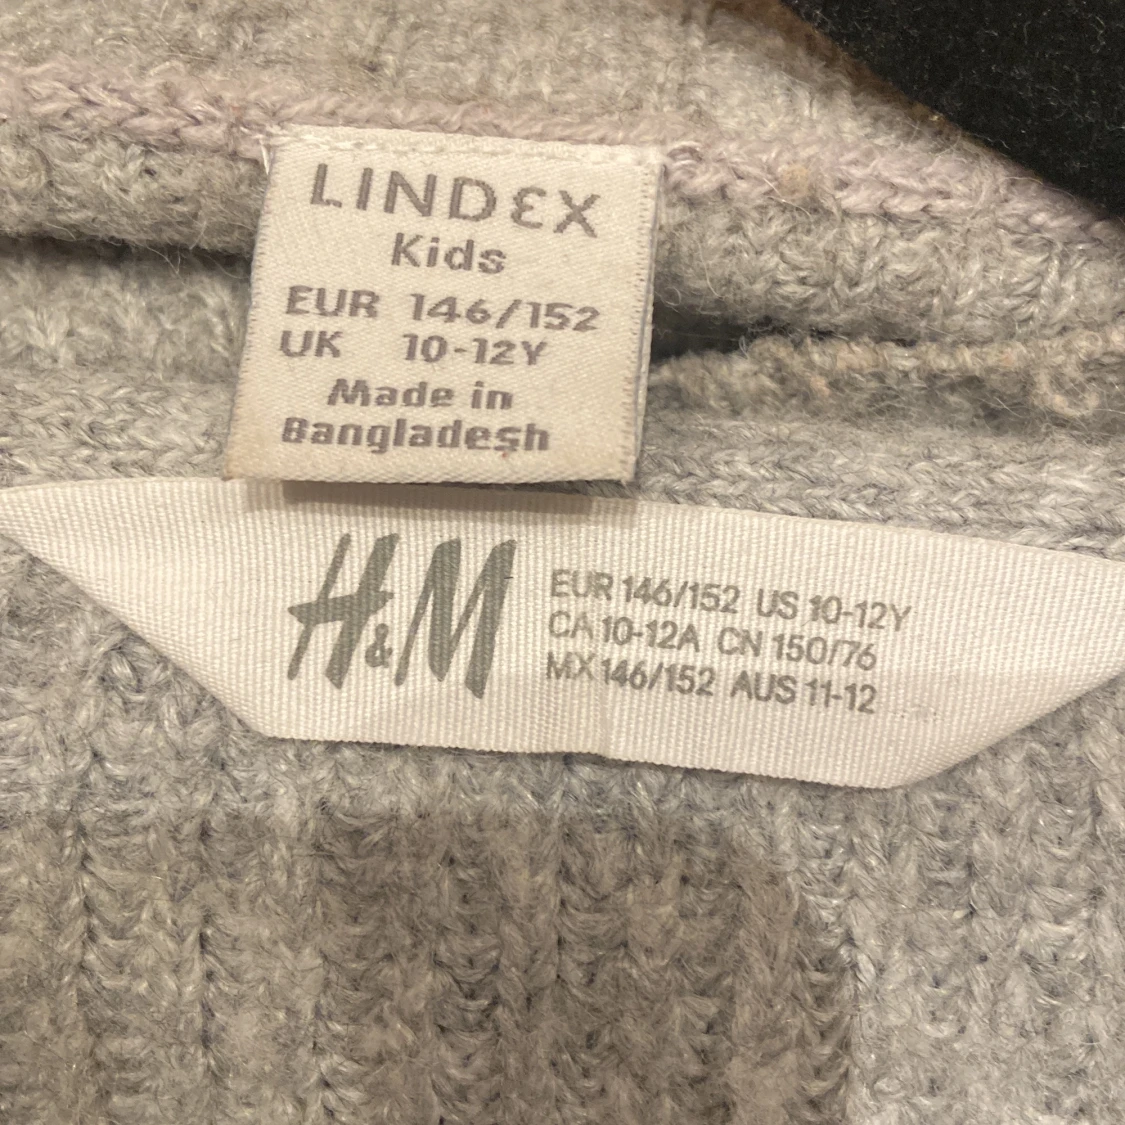 LINDEX
Kids
EUR 146/152
UK 10-12Y
Made in
Bangladesh
H&M
EUR 146/152 US 10-12Y
CA 10-12A CN 150/76
MX 146/152 AUS 11-12